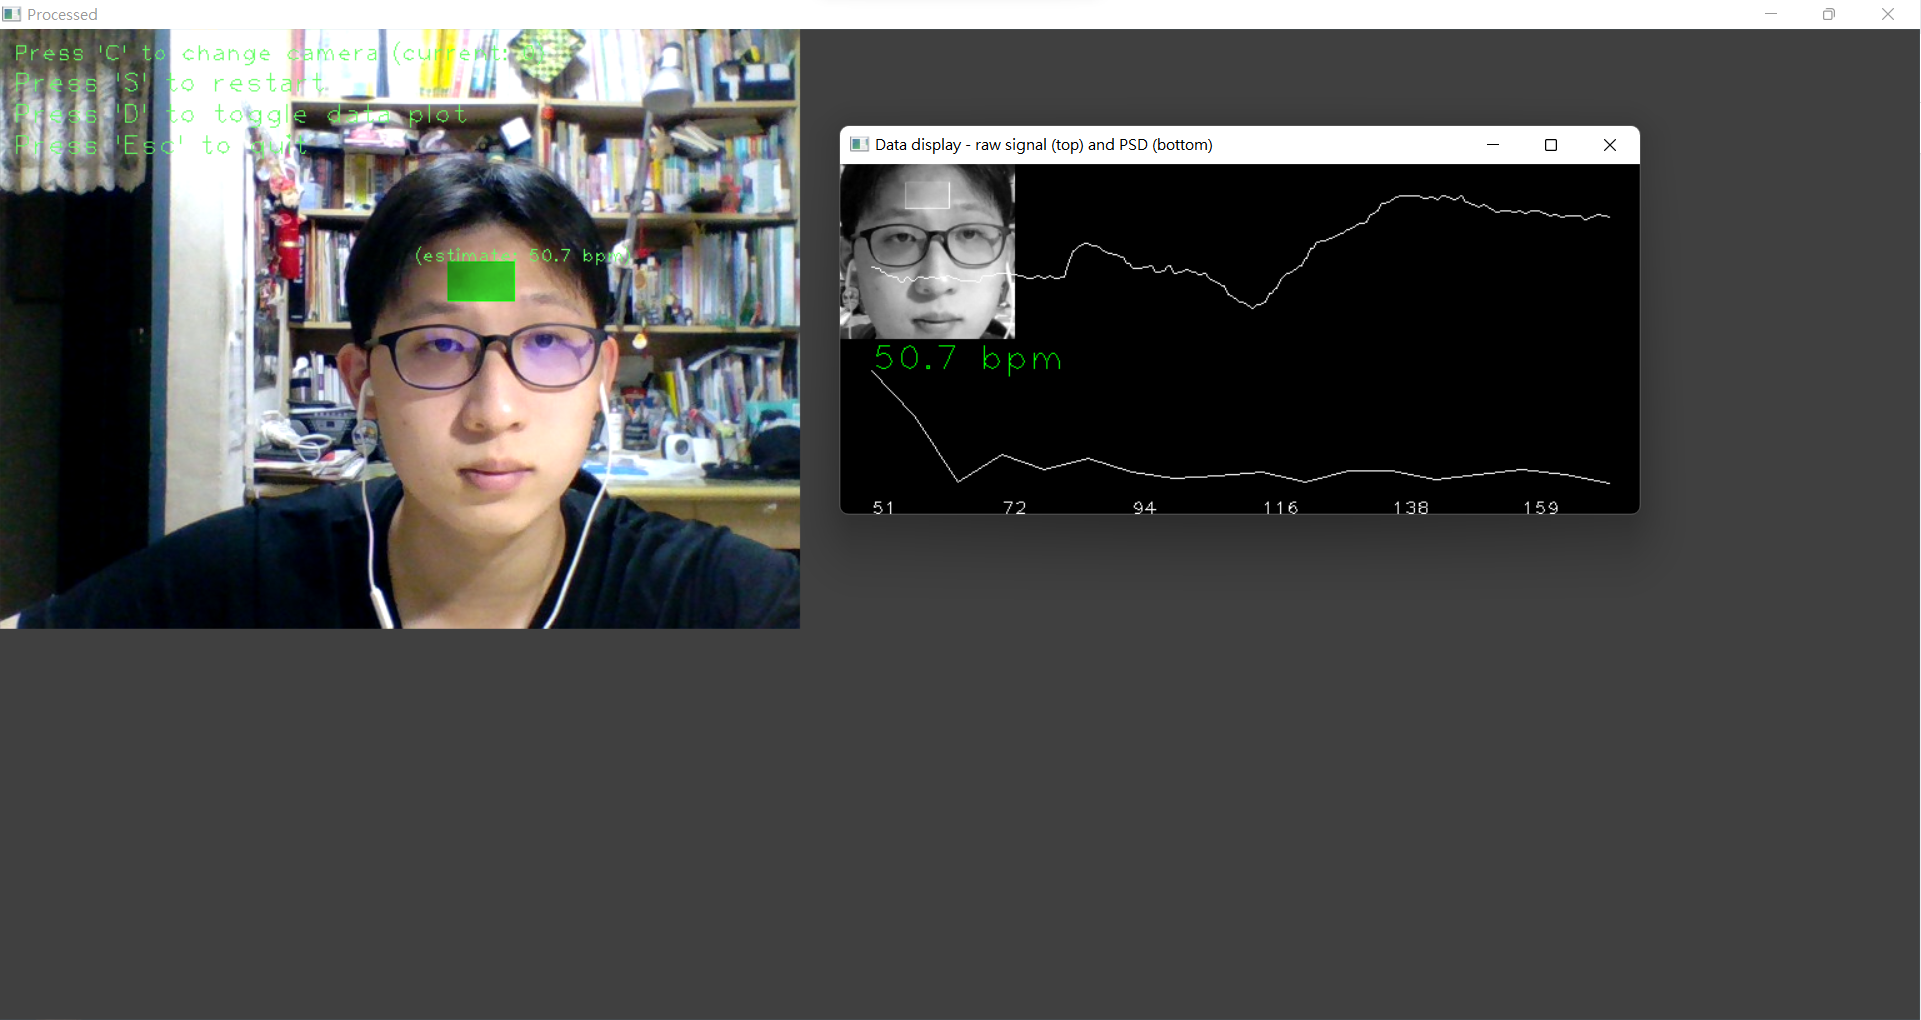 Processed
Press 'C' to change camera (current: 0)
Press 'S' to restart
Press 'D' to toggle data plot
Press 'Esc' to quit
(estimate: 50.7 bpm)
Data display - raw signal (top) and PSD (bottom)
50.7 bpm
51 72 94 116 138 159